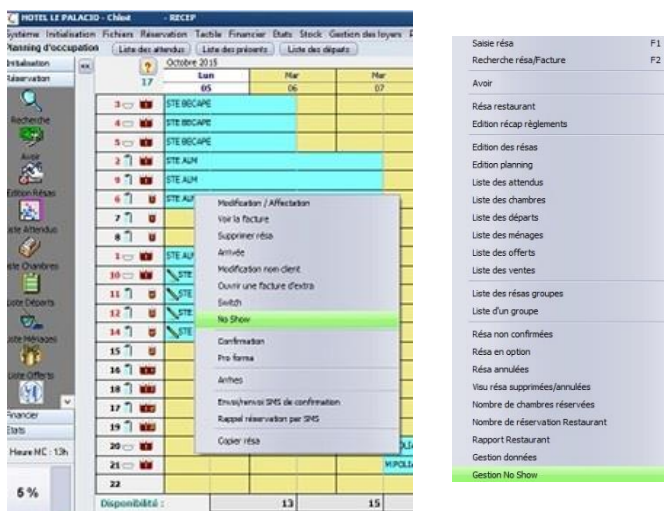 HOTEL LE PALACIO - Chloé - RECEP
Système Initialisation Fichiers Réservation Tactile Financier Etats Stock Gestion des foyers
Planning d'occupation Liste des attendus Liste des présents Liste des départs
Initialisation
Réservation
Recherche
Avoir
Edition Résas
Liste Attendus
Liste Chambres
Liste Départs
Liste Ménages
Liste Offerts
Financier
Etats
Heure MC : 13h
6 %
<<
?
17
Octobre 2015
Lun Mar Mer
05 06 07
3 STE BECAPE
4 STE BECAPE
5 STE BECAPE
2 STE ALM
9 STE ALM
6 STE
7
8
1 STE
10 STE
11 STE
12 STE
14 STE
15
16
18
17
19
20
21
22
Disponibilité : 13 15
Modification / Affectation
Voir la facture
Supprimer résa
Arrivée
Modification nom client
Ouvrir une facture d'extra
Switch
No Show
Confirmation
Pro forma
Arrhes
Envoi/renvoi SMS de confirmation
Rappel réservation par SMS
Copier résa
Saisie résa F1
Recherche résa/Facture F2
Avoir
Résa restaurant
Edition récap règlements
Edition des résas
Edition planning
Liste des attendus
Liste des chambres
Liste des départs
Liste des ménages
Liste des offerts
Liste des ventes
Liste des résas groupes
Liste d'un groupe
Résa non confirmées
Résa en option
Résa annulées
Visu résa supprimées/annulées
Nombre de chambres réservées
Nombre de réservation Restaurant
Rapport Restaurant
Gestion données
Gestion No Show